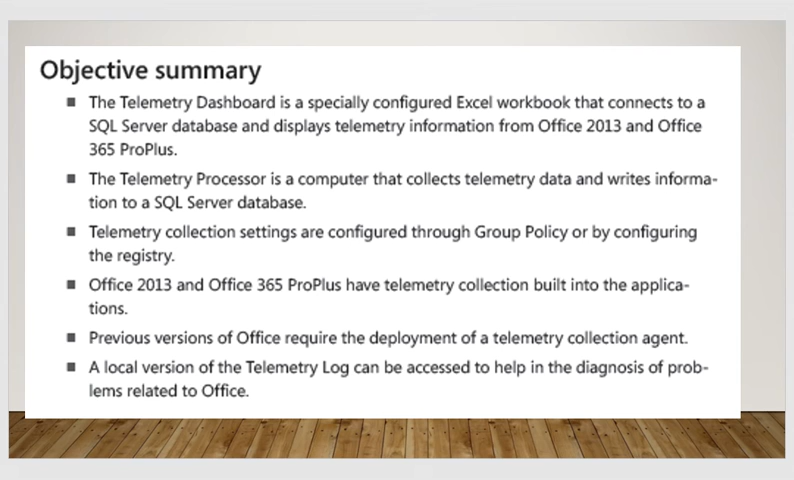 Objective summary
■ The Telemetry Dashboard is a specially configured Excel workbook that connects to a
SQL Server database and displays telemetry information from Office 2013 and Office
365 ProPlus.
■ The Telemetry Processor is a computer that collects telemetry data and writes informa-
tion to a SQL Server database.
■ Telemetry collection settings are configured through Group Policy or by configuring
the registry.
■ Office 2013 and Office 365 ProPlus have telemetry collection built into the applica-
tions.
■ Previous versions of Office require the deployment of a telemetry collection agent.
■ A local version of the Telemetry Log can be accessed to help in the diagnosis of prob-
lems related to Office.